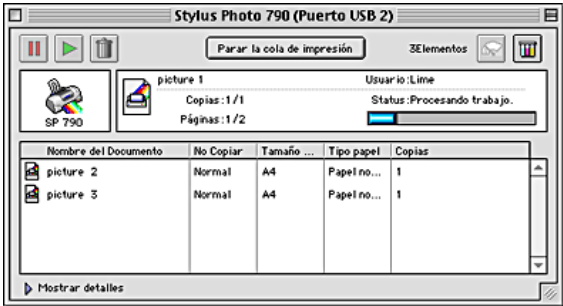 Stylus Photo 790 (Puerto USB 2)
Parar la cola de impresión
3Elementos
SP 790
picture 1
Usuario:Lime
Copias:1/1
Status:Procesando trabajo.
Páginas:1/2
Nombre del Documento No Copiar Tamaño ... Tipo papel Copias
picture 2 Normal A4 Papel no... 1
picture 3 Normal A4 Papel no... 1
Mostrar detalles